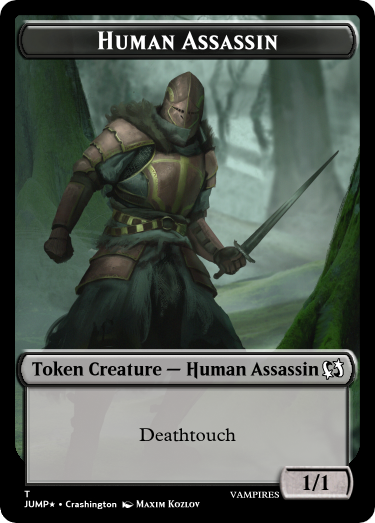 Human Assassin
Token Creature — Human Assassin
Deathtouch
1/1
T
VAMPIRES
JUMP★ • Crashington Maxim Kozlov